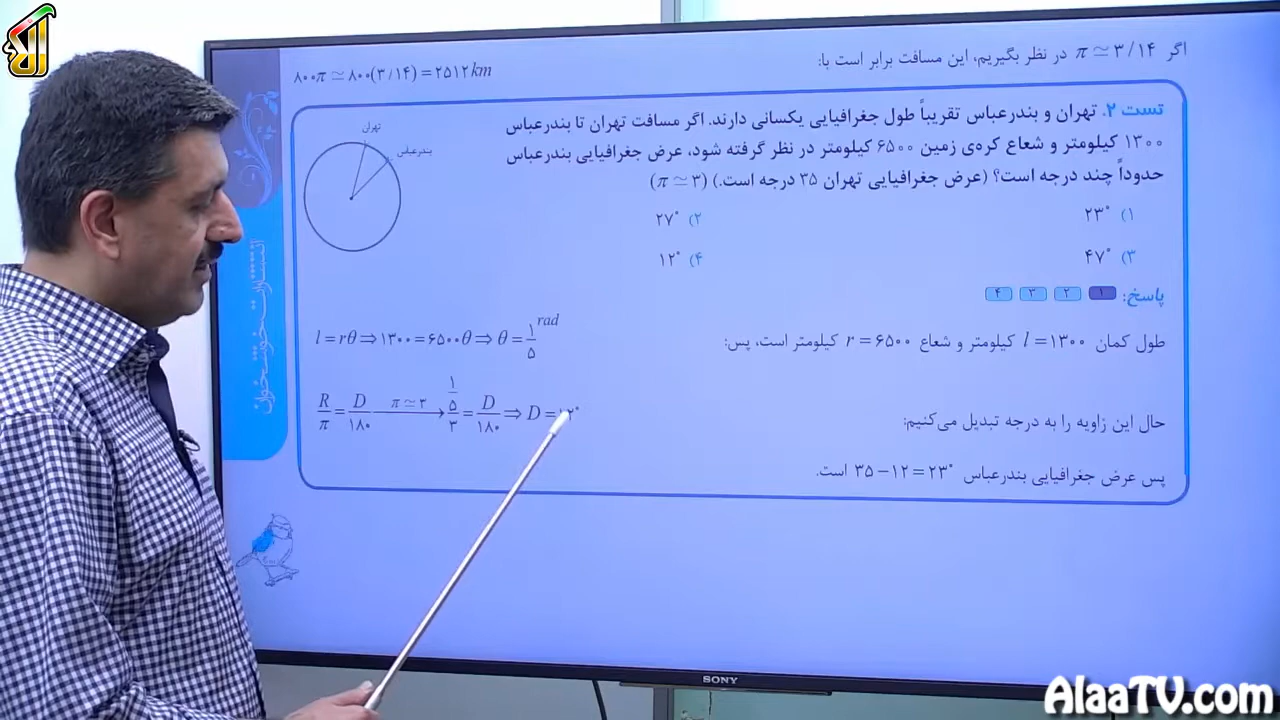 اگر π ≃ ۳/۱۴ در نظر بگیریم، این مسافت برابر است با:
۸۰۰π ≃ ۸۰۰(۳/۱۴) = ۲۵۱۲ km
تست ۲. تهران و بندرعباس تقریباً طول جغرافیایی یکسانی دارند. اگر مسافت تهران تا بندرعباس
۱۳۰۰ کیلومتر و شعاع کره‌ی زمین ۶۵۰۰ کیلومتر در نظر گرفته شود، عرض جغرافیایی بندرعباس
حدوداً چند درجه است؟ (عرض جغرافیایی تهران ۳۵ درجه است.) (π ≃ ۳)
تهران
بندرعباس
۱) ۲۳° ۲) ۲۷°
۳) ۴۷° ۴) ۱۲°
پاسخ: ۱ ۲ ۳ ۴
طول کمان l = ۱۳۰۰ کیلومتر و شعاع r = ۶۵۰۰ کیلومتر است، پس:
l = rθ ⇒ ۱۳۰۰ = ۶۵۰۰θ ⇒ θ = ۱/۵ rad
حال این زاویه را به درجه تبدیل می‌کنیم:
R/π = D/۱۸۰ —π ≃ ۳→ (۱/۵)/۳ = D/۱۸۰ ⇒ D = ۱۲°
پس عرض جغرافیایی بندرعباس ۳۵ − ۱۲ = ۲۳° است.
SONY
AlaaTV.com